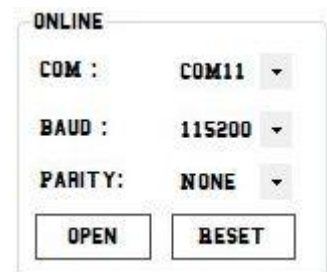 ONLINE
COM : COM11
BAUD : 115200
PARITY: NONE
OPEN RESET